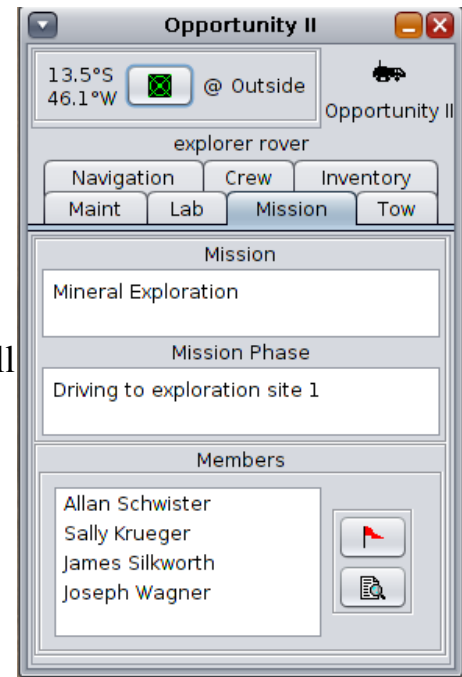 Opportunity II
13.5°S
46.1°W
@ Outside
Opportunity II
explorer rover
Navigation Crew Inventory
Maint Lab Mission Tow
Mission
Mineral Exploration
ll
Mission Phase
Driving to exploration site 1
Members
Allan Schwister
Sally Krueger
James Silkworth
Joseph Wagner